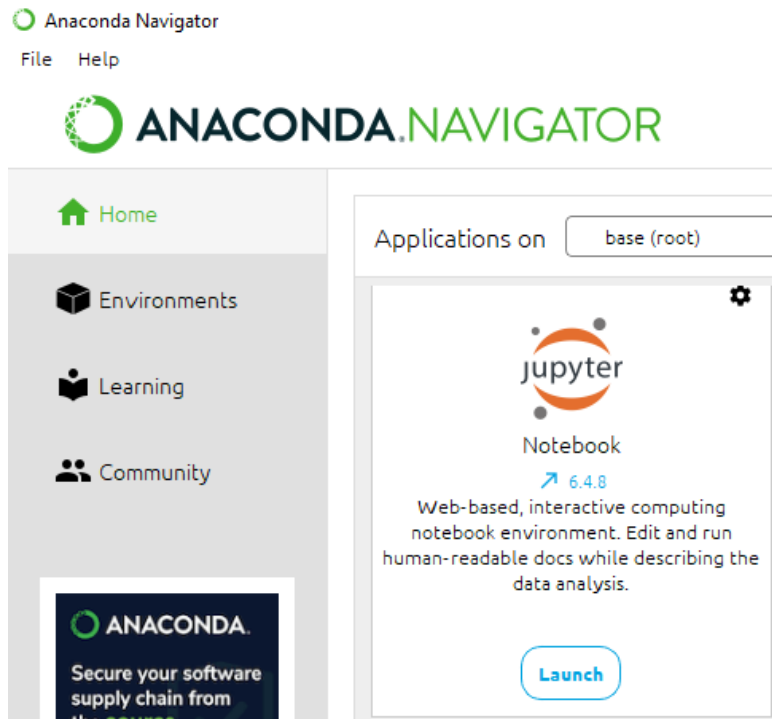 Anaconda Navigator
File Help
ANACONDA.NAVIGATOR
Home
Environments
Learning
Community
Applications on base (root)
jupyter
Notebook
6.4.8
Web-based, interactive computing
notebook environment. Edit and run
human-readable docs while describing the
data analysis.
Launch
ANACONDA.
Secure your software
supply chain from
the source